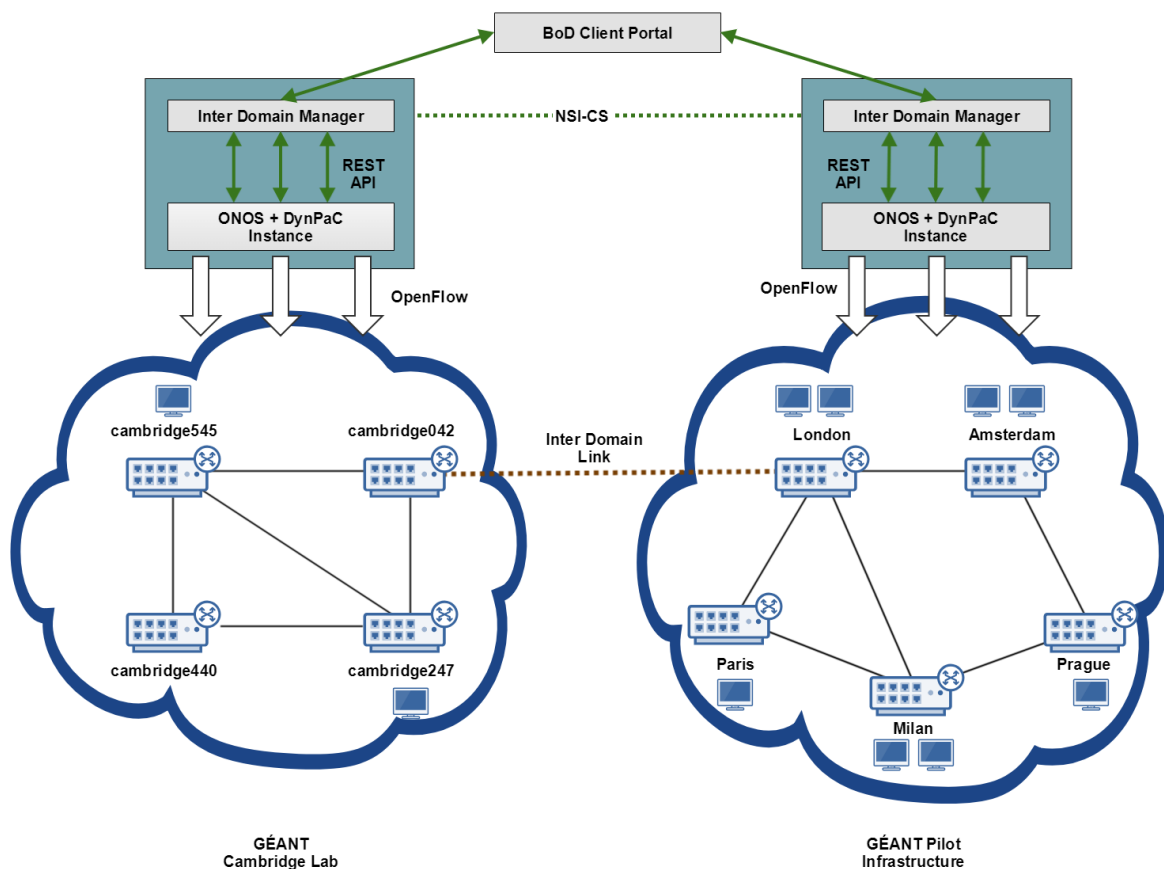 BoD Client Portal
Inter Domain Manager
NSI-CS
Inter Domain Manager
REST
API
REST
API
ONOS + DynPaC
Instance
ONOS + DynPaC
Instance
OpenFlow
OpenFlow
cambridge545
cambridge042
Inter Domain
Link
London
Amsterdam
cambridge440
cambridge247
Paris
Prague
Milan
GÉANT
Cambridge Lab
GÉANT Pilot
Infrastructure